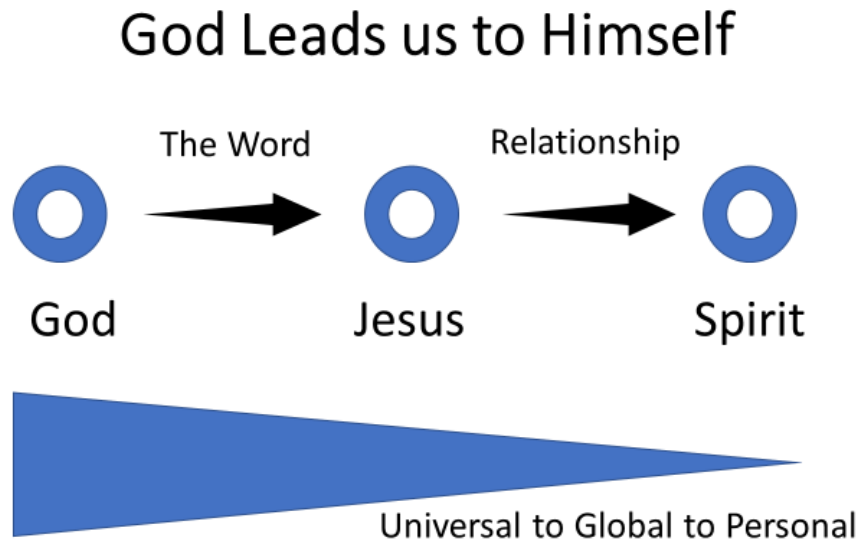 God Leads us to Himself
The Word
Relationship
God
Jesus
Spirit
Universal to Global to Personal